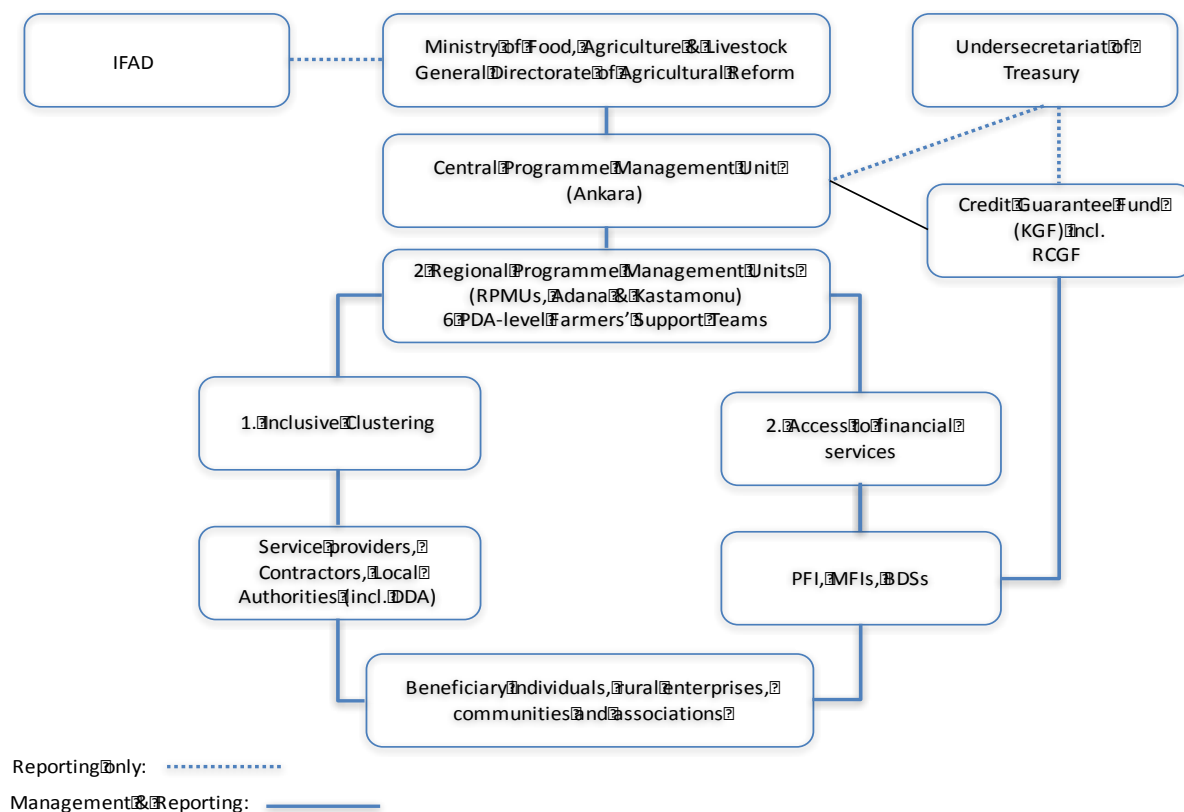 IFAD
Ministry of Food, Agriculture & Livestock
General Directorate of Agricultural Reform
Undersecretariat of
Treasury
Central Programme Management Unit
(Ankara)
Credit Guarantee Fund
(KGF) incl.
RCGF
2 Regional Programme Management Units
(RPMUs, Adana & Kastamonu)
6 PDA-level Farmers' Support Teams
1. Inclusive Clustering
2. Access to financial
services
Service providers,
Contractors, Local
Authorities (incl. DDA)
PFI, MFIs, BDSs
Beneficiary individuals, rural enterprises,
communities and associations
Reporting only:
Management & Reporting: